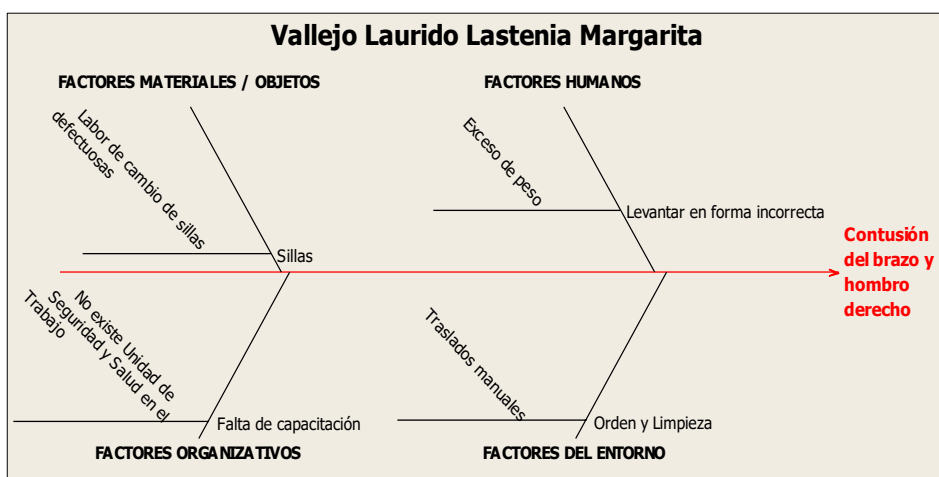 Vallejo Laurido Lastenia Margarita
FACTORES MATERIALES / OBJETOS
FACTORES HUMANOS
Labor de cambio de sillas
defectuosas
Exceso de peso
Levantar en forma incorrecta
Sillas
Contusión
del brazo y
hombro
derecho
No existe Unidad de
Seguridad y Salud en el
Trabajo
Traslados manuales
Falta de capacitación
Orden y Limpieza
FACTORES ORGANIZATIVOS
FACTORES DEL ENTORNO